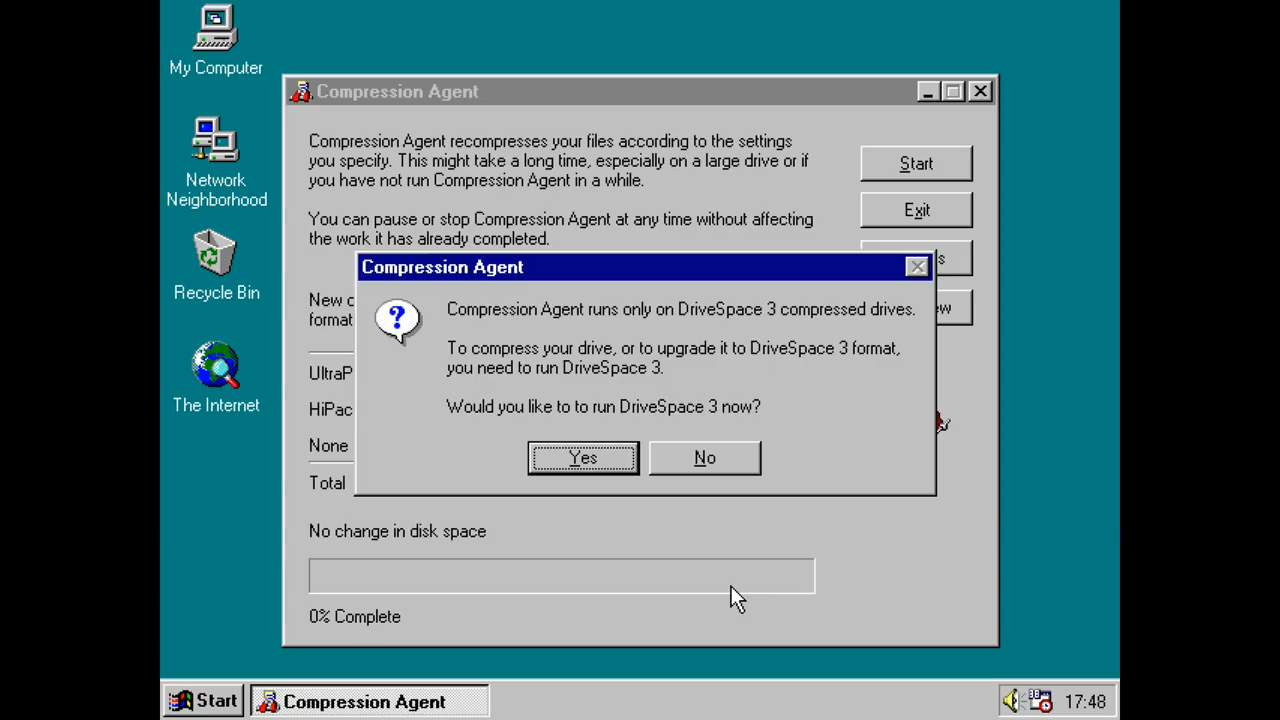 My Computer
Network
Neighborhood
Recycle Bin
The Internet
Compression Agent
Compression Agent recompresses your files according to the settings
you specify. This might take a long time, especially on a large drive or if
you have not run Compression Agent in a while.
You can pause or stop Compression Agent at any time without affecting
the work it has already completed.
Start
Exit
Compression Agent
Compression Agent runs only on DriveSpace 3 compressed drives.
To compress your drive, or to upgrade it to DriveSpace 3 format,
you need to run DriveSpace 3.
Would you like to to run DriveSpace 3 now?
Yes
No
New
format
UltraP
HiPac
None
Total
No change in disk space
0% Complete
Start
Compression Agent
17:48